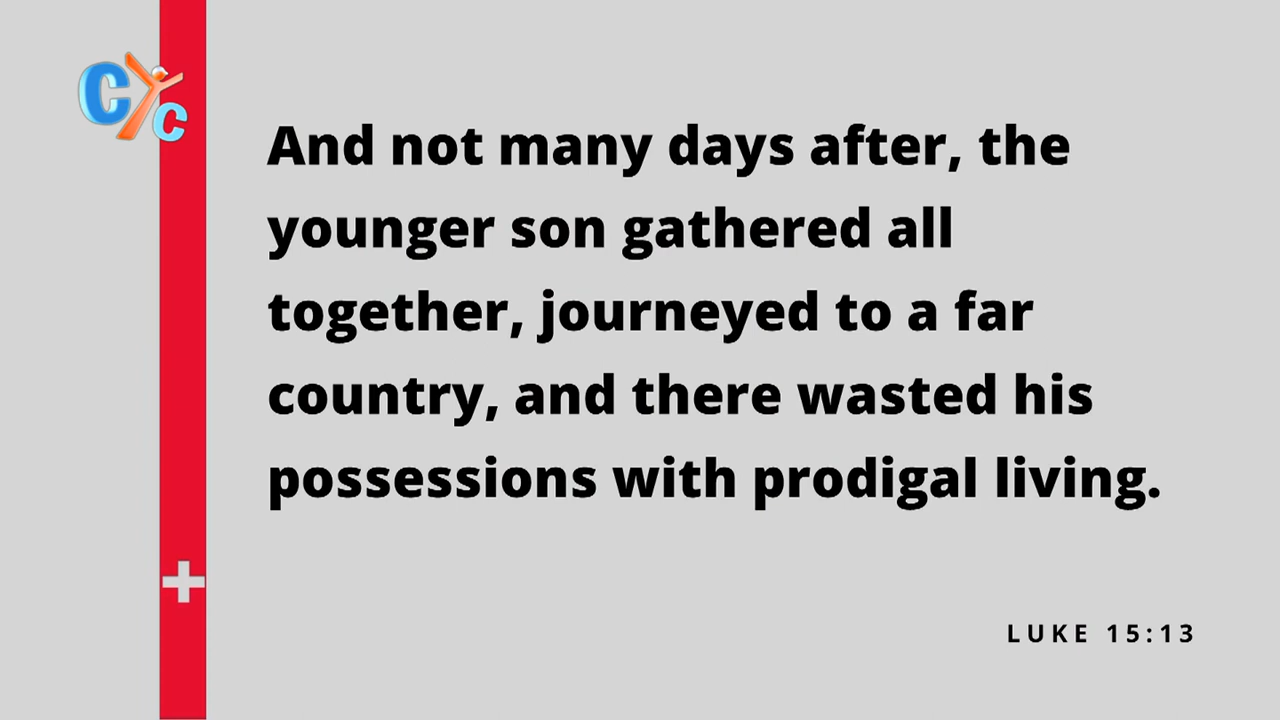 CYC
And not many days after, the
younger son gathered all
together, journeyed to a far
country, and there wasted his
possessions with prodigal living.
LUKE 15:13